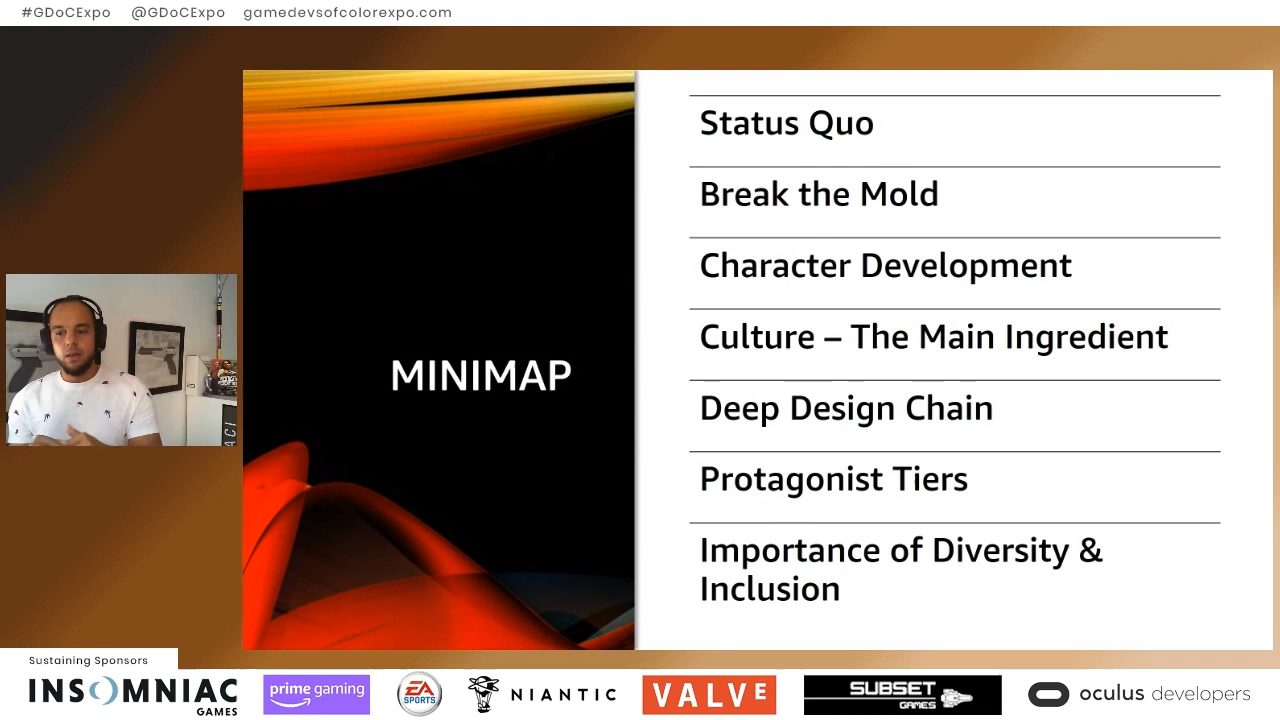 #GDoCExpo @GDoCExpo gamedevsofcolorexpo.com
MINIMAP
Status Quo
Break the Mold
Character Development
Culture – The Main Ingredient
Deep Design Chain
Protagonist Tiers
Importance of Diversity &
Inclusion
Sustaining Sponsors
INSOMNIAC
GAMES
prime gaming
EA
SPORTS
NIANTIC
VALVE
SUBSET
GAMES
oculus developers